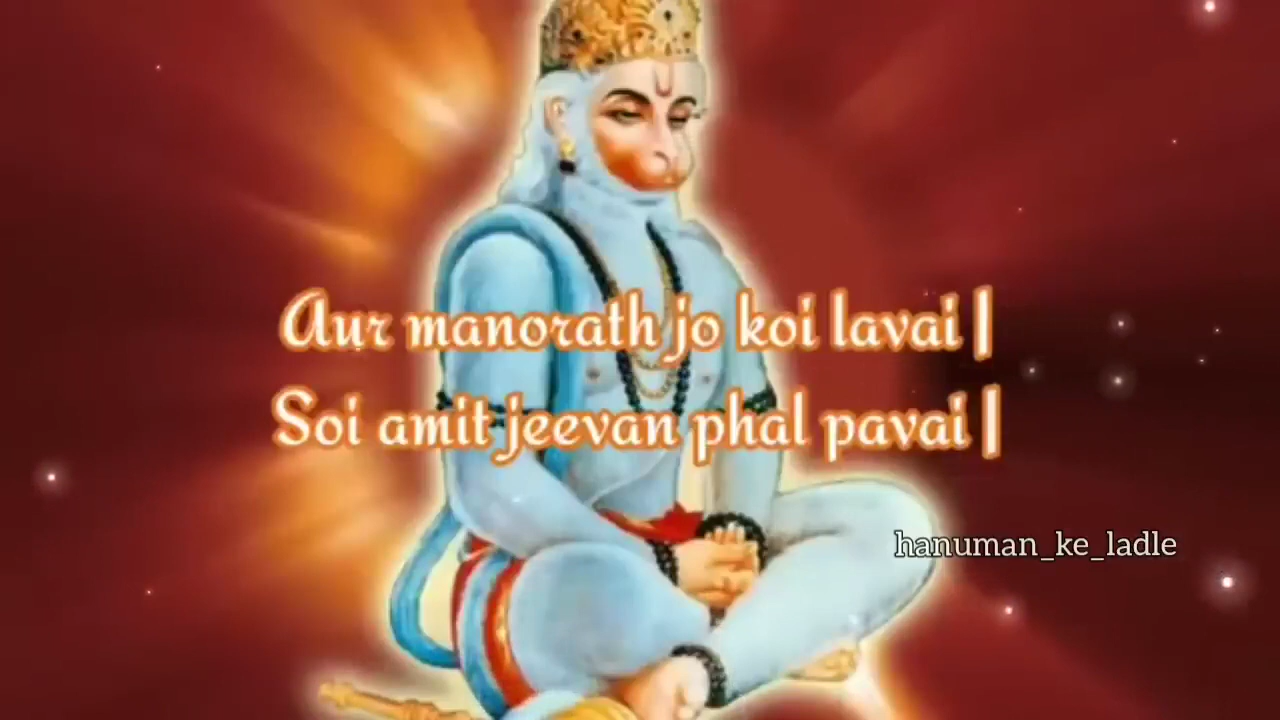 Aur manorath jo koi lavai |
Soi amit jeevan phal pavai |
hanuman_ke_ladle